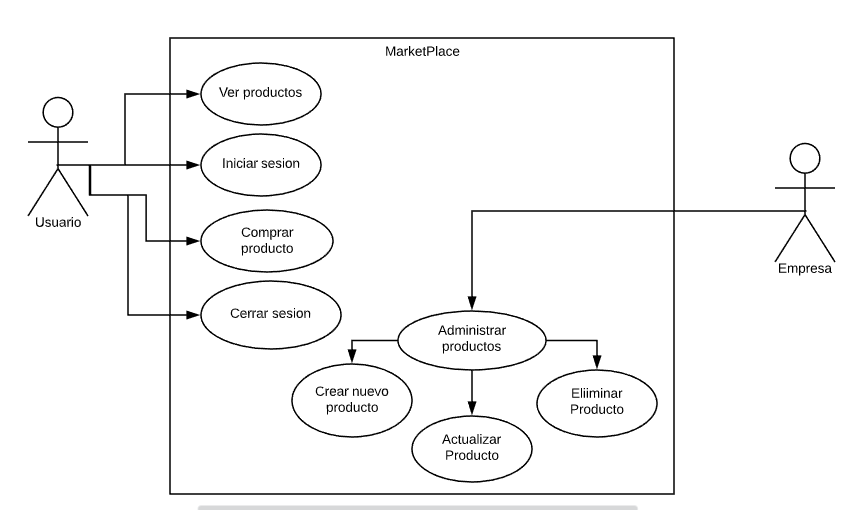 MarketPlace
Ver productos
Iniciar sesion
Usuario
Comprar
producto
Empresa
Cerrar sesion
Administrar
productos
Crear nuevo
producto
Eliiminar
Producto
Actualizar
Producto